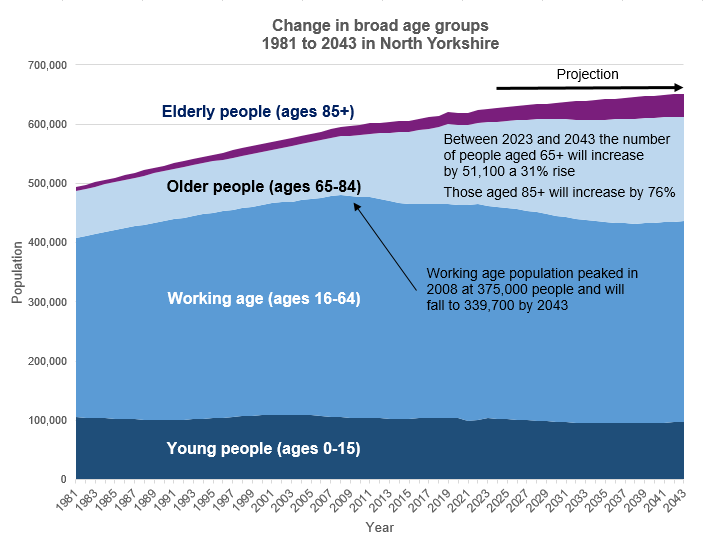 Change in broad age groups
1981 to 2043 in North Yorkshire
700,000
600,000
500,000
400,000
300,000
200,000
100,000
0
Population
Projection
Elderly people (ages 85+)
Between 2023 and 2043 the number
of people aged 65+ will increase
by 51,100 a 31% rise
Those aged 85+ will increase by 76%
Older people (ages 65-84)
Working age population peaked in
2008 at 375,000 people and will
fall to 339,700 by 2043
Working age (ages 16-64)
Young people (ages 0-15)
1981
1983
1985
1987
1989
1991
1993
1995
1997
1999
2001
2003
2005
2007
2009
2011
2013
2015
2017
2019
2021
2023
2025
2027
2029
2031
2033
2035
2037
2039
2041
2043
Year